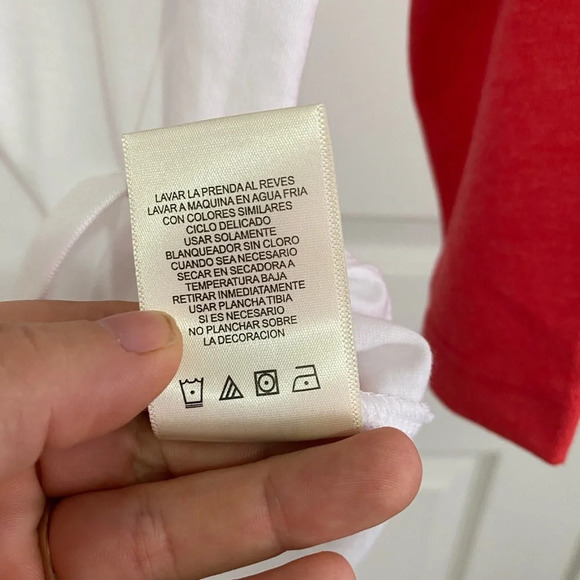 LAVAR LA PRENDA AL REVES
LAVAR A MAQUINA EN AGUA FRIA
CON COLORES SIMILARES
CICLO DELICADO
USAR SOLAMENTE
BLANQUEADOR SIN CLORO
CUANDO SEA NECESARIO
SECAR EN SECADORA A
TEMPERATURA BAJA
RETIRAR INMEDIATAMENTE
USAR PLANCHA TIBIA
SI ES NECESARIO
NO PLANCHAR SOBRE
LA DECORACION